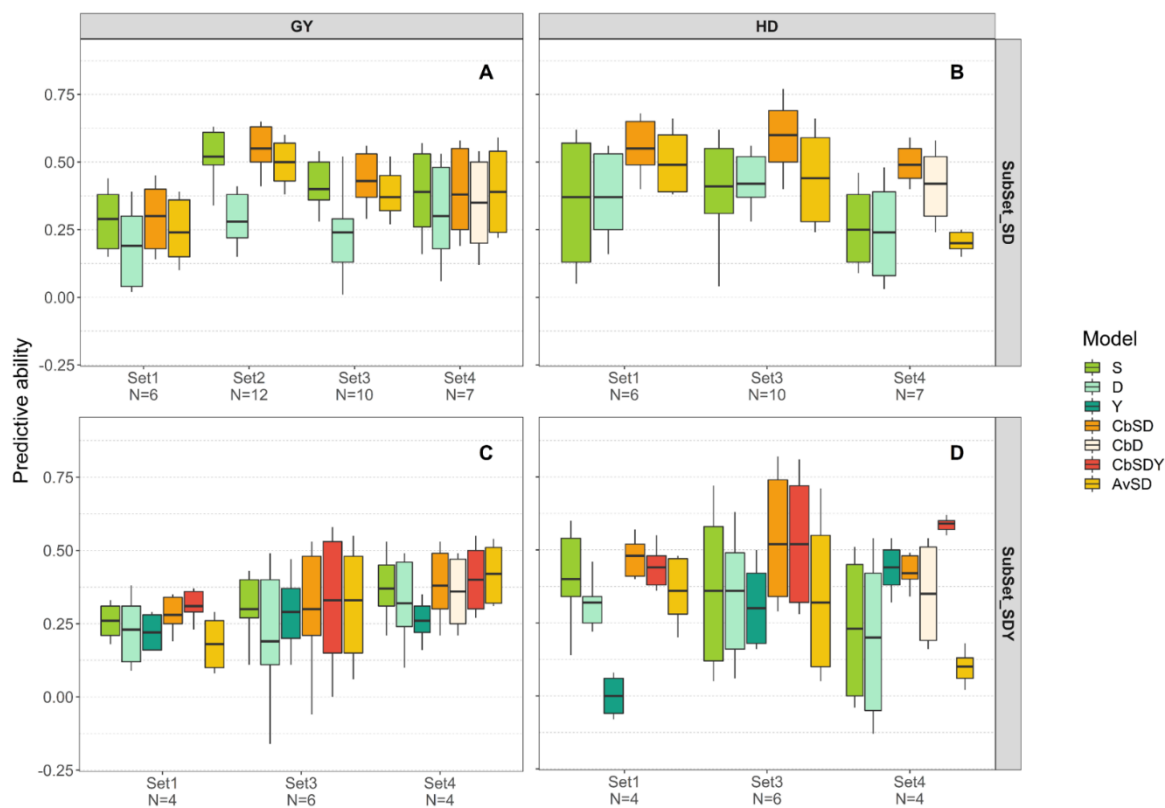 GY
HD
A
B
SubSet_SD
0.75
0.50
0.25
0.00
-0.25
Set1
N=6
Set2
N=12
Set3
N=10
Set4
N=7
Set1
N=6
Set3
N=10
Set4
N=7
Predictive ability
C
D
SubSet_SDY
0.75
0.50
0.25
0.00
-0.25
Set1
N=4
Set3
N=6
Set4
N=4
Set1
N=4
Set3
N=6
Set4
N=4
Model
S
D
Y
CbSD
CbD
CbSDY
AvSD